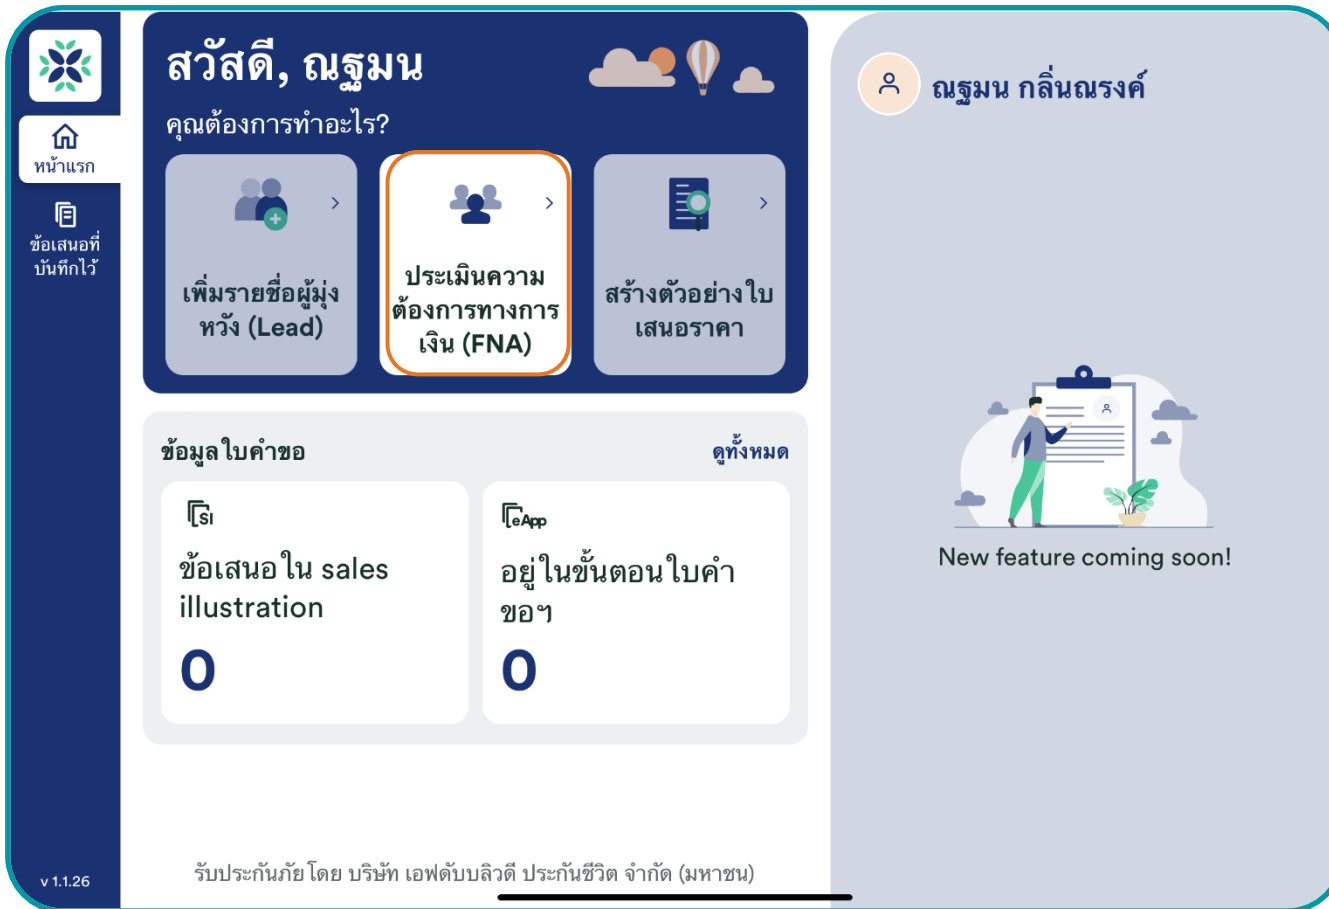 สวัสดี, ณฐมน
คุณต้องการทำอะไร?
หน้าแรก
ข้อเสนอที่
บันทึกไว้
เพิ่มรายชื่อผู้มุ่ง
หวัง (Lead)
ประเมินความ
ต้องการทางการ
เงิน (FNA)
สร้างตัวอย่างใบ
เสนอราคา
ข้อมูลใบคำขอ
ดูทั้งหมด
SI
ข้อเสนอใน sales
illustration
0
eApp
อยู่ในขั้นตอนใบคำ
ขอฯ
0
v 1.1.26
รับประกันภัยโดย บริษัท เอฟดับบลิวดี ประกันชีวิต จำกัด (มหาชน)
ณฐมน กลิ่นณรงค์
New feature coming soon!